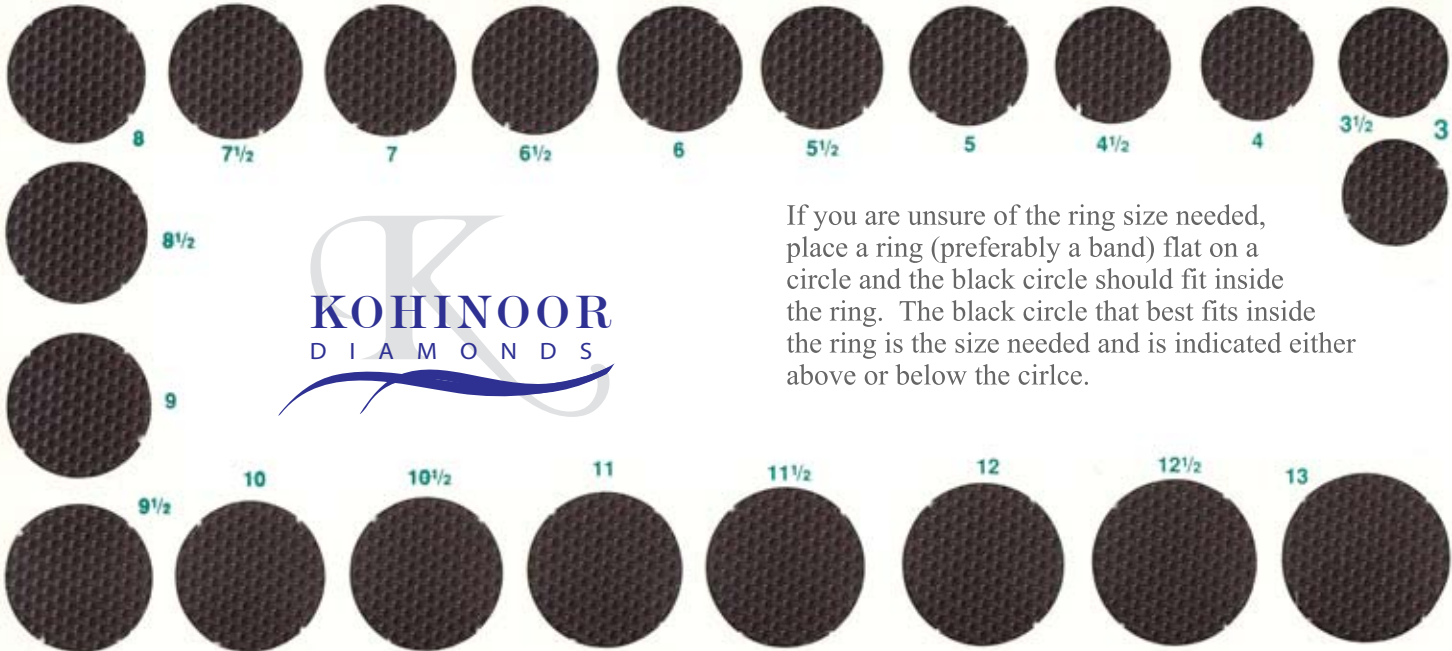 8
7½
7
6½
6
5½
5
4½
4
3½
3
8½
9
9½
K
KOHINOOR
DIAMONDS
If you are unsure of the ring size needed,
place a ring (preferably a band) flat on a
circle and the black circle should fit inside
the ring.  The black circle that best fits inside
the ring is the size needed and is indicated either
above or below the cirlce.
10
10½
11
11½
12
12½
13